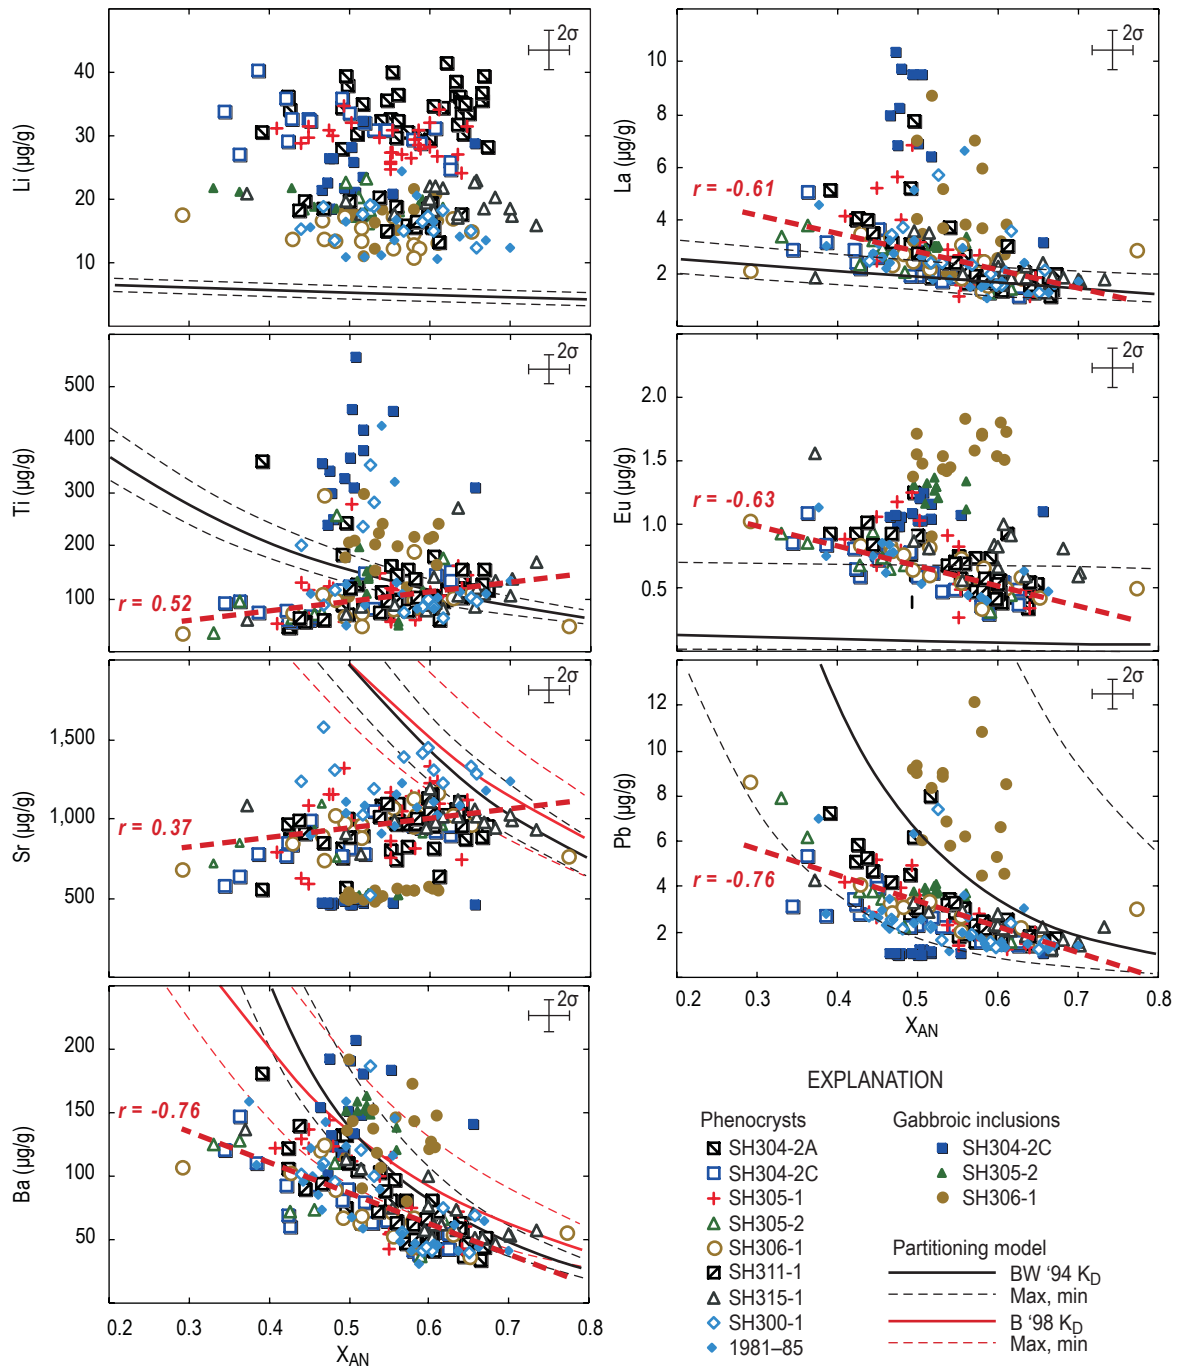 Li (µg/g)
40
30
20
10
2σ
La (µg/g)
10
8
6
4
2
2σ
r = -0.61
Ti (µg/g)
500
400
300
200
100
2σ
r = 0.52
Eu (µg/g)
2.0
1.5
1.0
0.5
2σ
r = -0.63
Sr (µg/g)
1,500
1,000
500
2σ
r = 0.37
Pb (µg/g)
12
10
8
6
4
2
2σ
r = -0.76
0.2 0.3 0.4 0.5 0.6 0.7 0.8
XAN
Ba (µg/g)
200
150
100
50
2σ
r = -0.76
0.2 0.3 0.4 0.5 0.6 0.7 0.8
XAN
EXPLANATION
Phenocrysts
SH304-2A
SH304-2C
SH305-1
SH305-2
SH306-1
SH311-1
SH315-1
SH300-1
1981–85
Gabbroic inclusions
SH304-2C
SH305-2
SH306-1
Partitioning model
BW ‘94 KD
Max, min
B ‘98 KD
Max, min